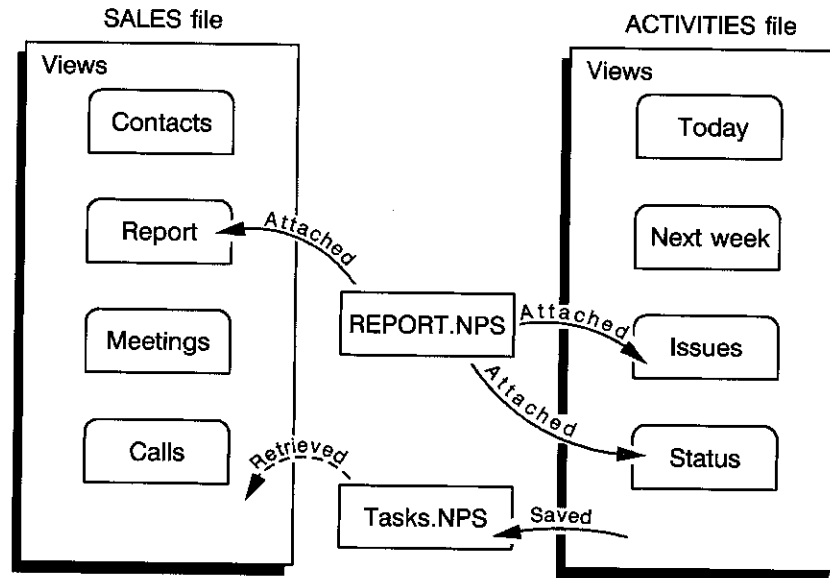 SALES file
ACTIVITIES file
Views
Contacts
Report
Meetings
Calls
Attached
REPORT.NPS
Attached
Attached
Retrieved
Tasks.NPS
Saved
Views
Today
Next week
Issues
Status